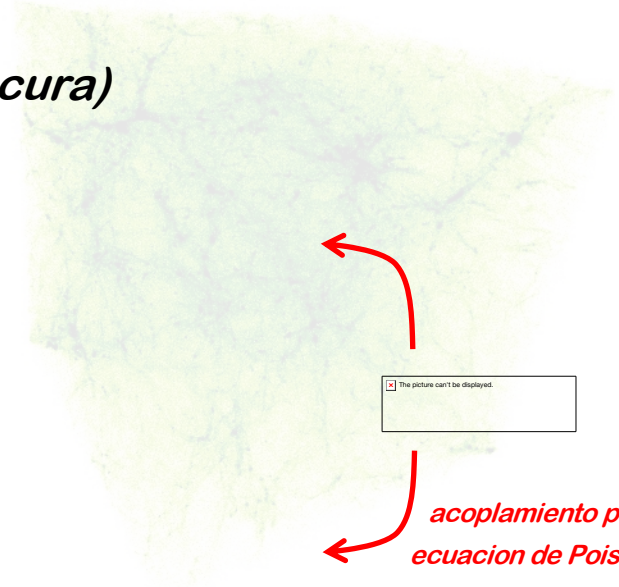 cura)
The picture can't be displayed.
acoplamiento p
ecuacion de Pois